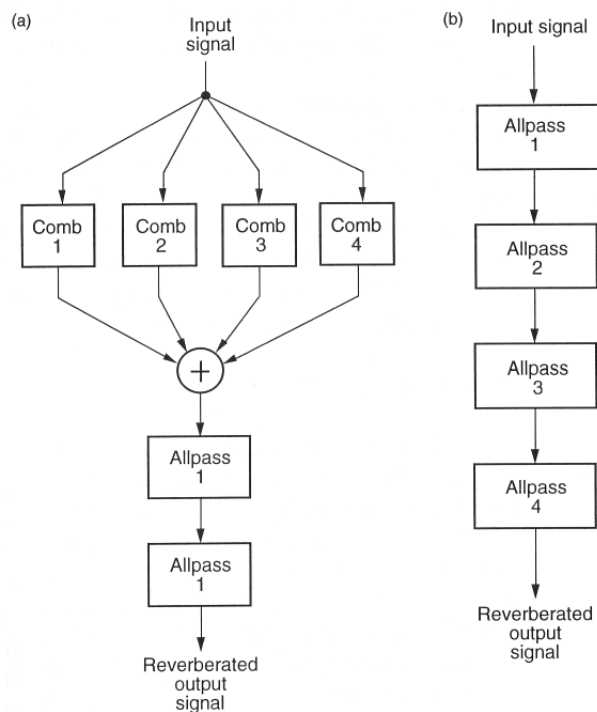 (a)
Input
signal
Comb
1
Comb
2
Comb
3
Comb
4
+
Allpass
1
Allpass
1
Reverberated
output
signal
(b)
Input signal
Allpass
1
Allpass
2
Allpass
3
Allpass
4
Reverberated
output
signal